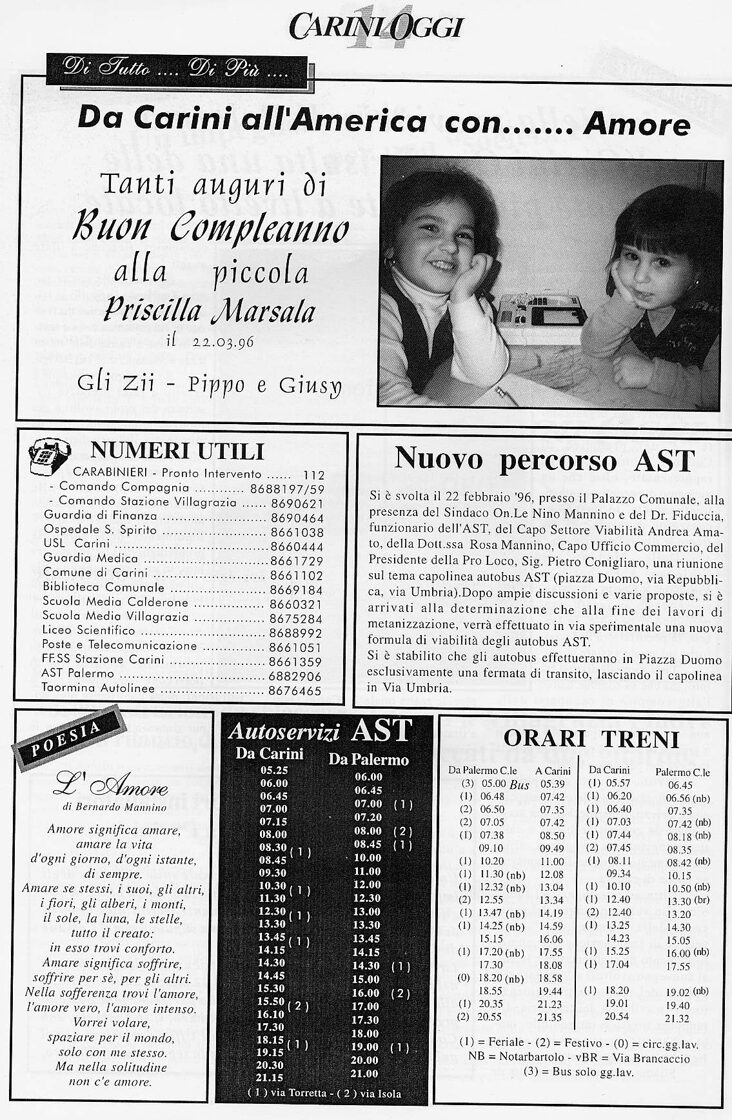 CARINI OGGI
14
Di Tutto .... Di Più ....
Da Carini all'America con....... Amore
Tanti auguri di
Buon Compleanno
alla piccola
Priscilla Marsala
il 22.03.96
Gli Zii - Pippo e Giusy
NUMERI UTILI
CARABINIERI - Pronto Intervento ...... 112
- Comando Compagnia ............ 8688197/59
- Comando Stazione Villagrazia ...... 8690621
Guardia di Finanza ........................... 8690464
Ospedale S. Spirito ........................... 8661038
USL Carini ........................... 8660444
Guardia Medica ........................... 8661729
Comune di Carini ........................... 8661102
Biblioteca Comunale ........................... 8669184
Scuola Media Calderone ..................... 8660321
Scuola Media Villagrazia ..................... 8675284
Liceo Scientifico ........................... 8688992
Poste e Telecomunicazione .................. 8661051
FF.SS Stazione Carini ........................ 8661359
AST Palermo ........................... 6882906
Taormina Autolinee ........................... 8676465
Nuovo percorso AST
Si è svolta il 22 febbraio '96, presso il Palazzo Comunale, alla
presenza del Sindaco On.Le Nino Mannino e del Dr. Fiduccia,
funzionario dell'AST, del Capo Settore Viabilità Andrea Ama-
to, della Dott.ssa Rosa Mannino, Capo Ufficio Commercio, del
Presidente della Pro Loco, Sig. Pietro Conigliaro, una riunione
sul tema capolinea autobus AST (piazza Duomo, via Repubbli-
ca, via Umbria).Dopo ampie discussioni e varie proposte, si è
arrivati alla determinazione che alla fine dei lavori di
metanizzazione, verrà effettuato in via sperimentale una nuova
formula di viabilità degli autobus AST.
Si è stabilito che gli autobus effettueranno in Piazza Duomo
esclusivamente una fermata di transito, lasciando il capolinea
in Via Umbria.
POESIA
L' Amore
di Bernardo Mannino
Amore significa amare,
amare la vita
d'ogni giorno, d'ogni istante,
di sempre.
Amare se stessi, i suoi, gli altri,
i fiori, gli alberi, i monti,
il sole, la luna, le stelle,
tutto il creato:
in esso trovi conforto.
Amare significa soffrire,
soffrire per sè, per gli altri.
Nella sofferenza trovi l'amore,
l'amore vero, l'amore intenso.
Vorrei volare,
spaziare per il mondo,
solo con me stesso.
Ma nella solitudine
non c'è amore.
Autoservizi AST
Da Carini
05.25
06.00
06.45
07.00
07.15
08.00
08.30 (1)
08.45
09.30
10.30 (1)
11.30
12.30 (1)
13.30
13.45 (1)
14.15
14.30
14.45
15.30
15.50 (2)
16.10
17.30
18.15 (1)
19.15
20.30
21.15
Da Palermo
06.00
06.45
07.00 (1)
07.20
08.00 (2)
08.45 (1)
10.00
11.00
12.00
12.30
13.00
13.30
13.45
14.15
14.30 (1)
15.00
16.00 (2)
17.00
17.30
18.00
19.00 (1)
20.00
21.00
(1) via Torretta - (2) via Isola
ORARI TRENI
Da Palermo C.le A Carini Da Carini Palermo C.le
(3) 05.00 Bus 05.39 (1) 05.57 06.45
(1) 06.48 07.42 (1) 06.20 06.56 (nb)
(2) 06.50 07.35 (1) 06.40 07.35
(2) 07.05 07.42 (1) 07.03 07.42 (nb)
(1) 07.38 08.50 (1) 07.44 08.18 (nb)
09.10 09.49 (2) 07.45 08.35
(1) 10.20 11.00 (1) 08.11 08.42 (nb)
(1) 11.30 (nb) 12.08 09.34 10.15
(1) 12.32 (nb) 13.04 (1) 10.10 10.50 (nb)
(2) 12.55 13.34 (1) 12.40 13.30 (br)
(1) 13.47 (nb) 14.19 (2) 12.40 13.20
(1) 14.25 (nb) 14.59 (1) 13.25 14.30
15.15 16.06 14.23 15.05
(1) 17.20 (nb) 17.55 (1) 15.25 16.00 (nb)
17.30 18.08 (1) 17.04 17.55
(0) 18.20 (nb) 18.58
18.55 19.44 (1) 18.20 19.02 (nb)
(1) 20.35 21.23 19.01 19.40
(2) 20.55 21.35 20.54 21.32
(1) = Feriale - (2) = Festivo - (0) = circ.gg.lav.
NB = Notarbartolo - vBR = Via Brancaccio
(3) = Bus solo gg.lav.